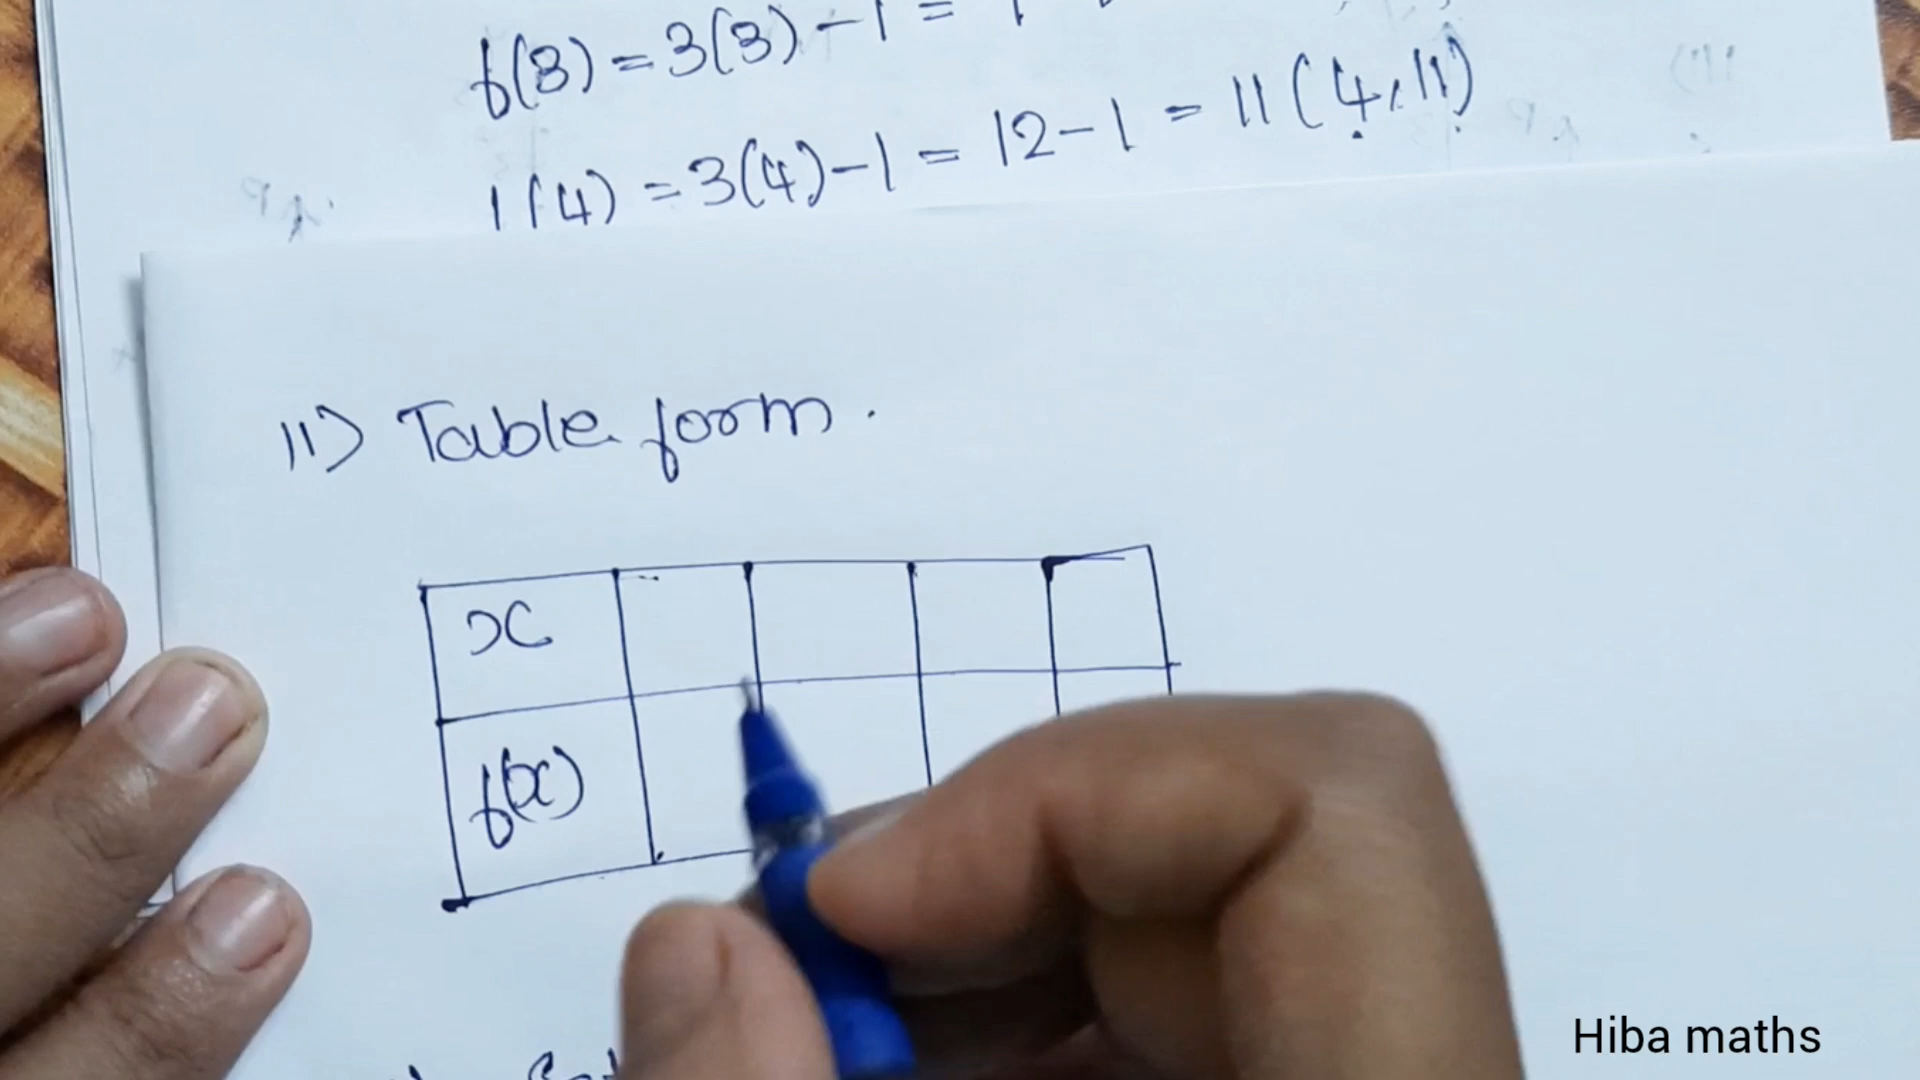 f(3) = 3(3) - 1 =
f(4) = 3(4) - 1 = 12 - 1 = 11 (4, 11)
ii) Table form.
x
f(x)
Hiba maths